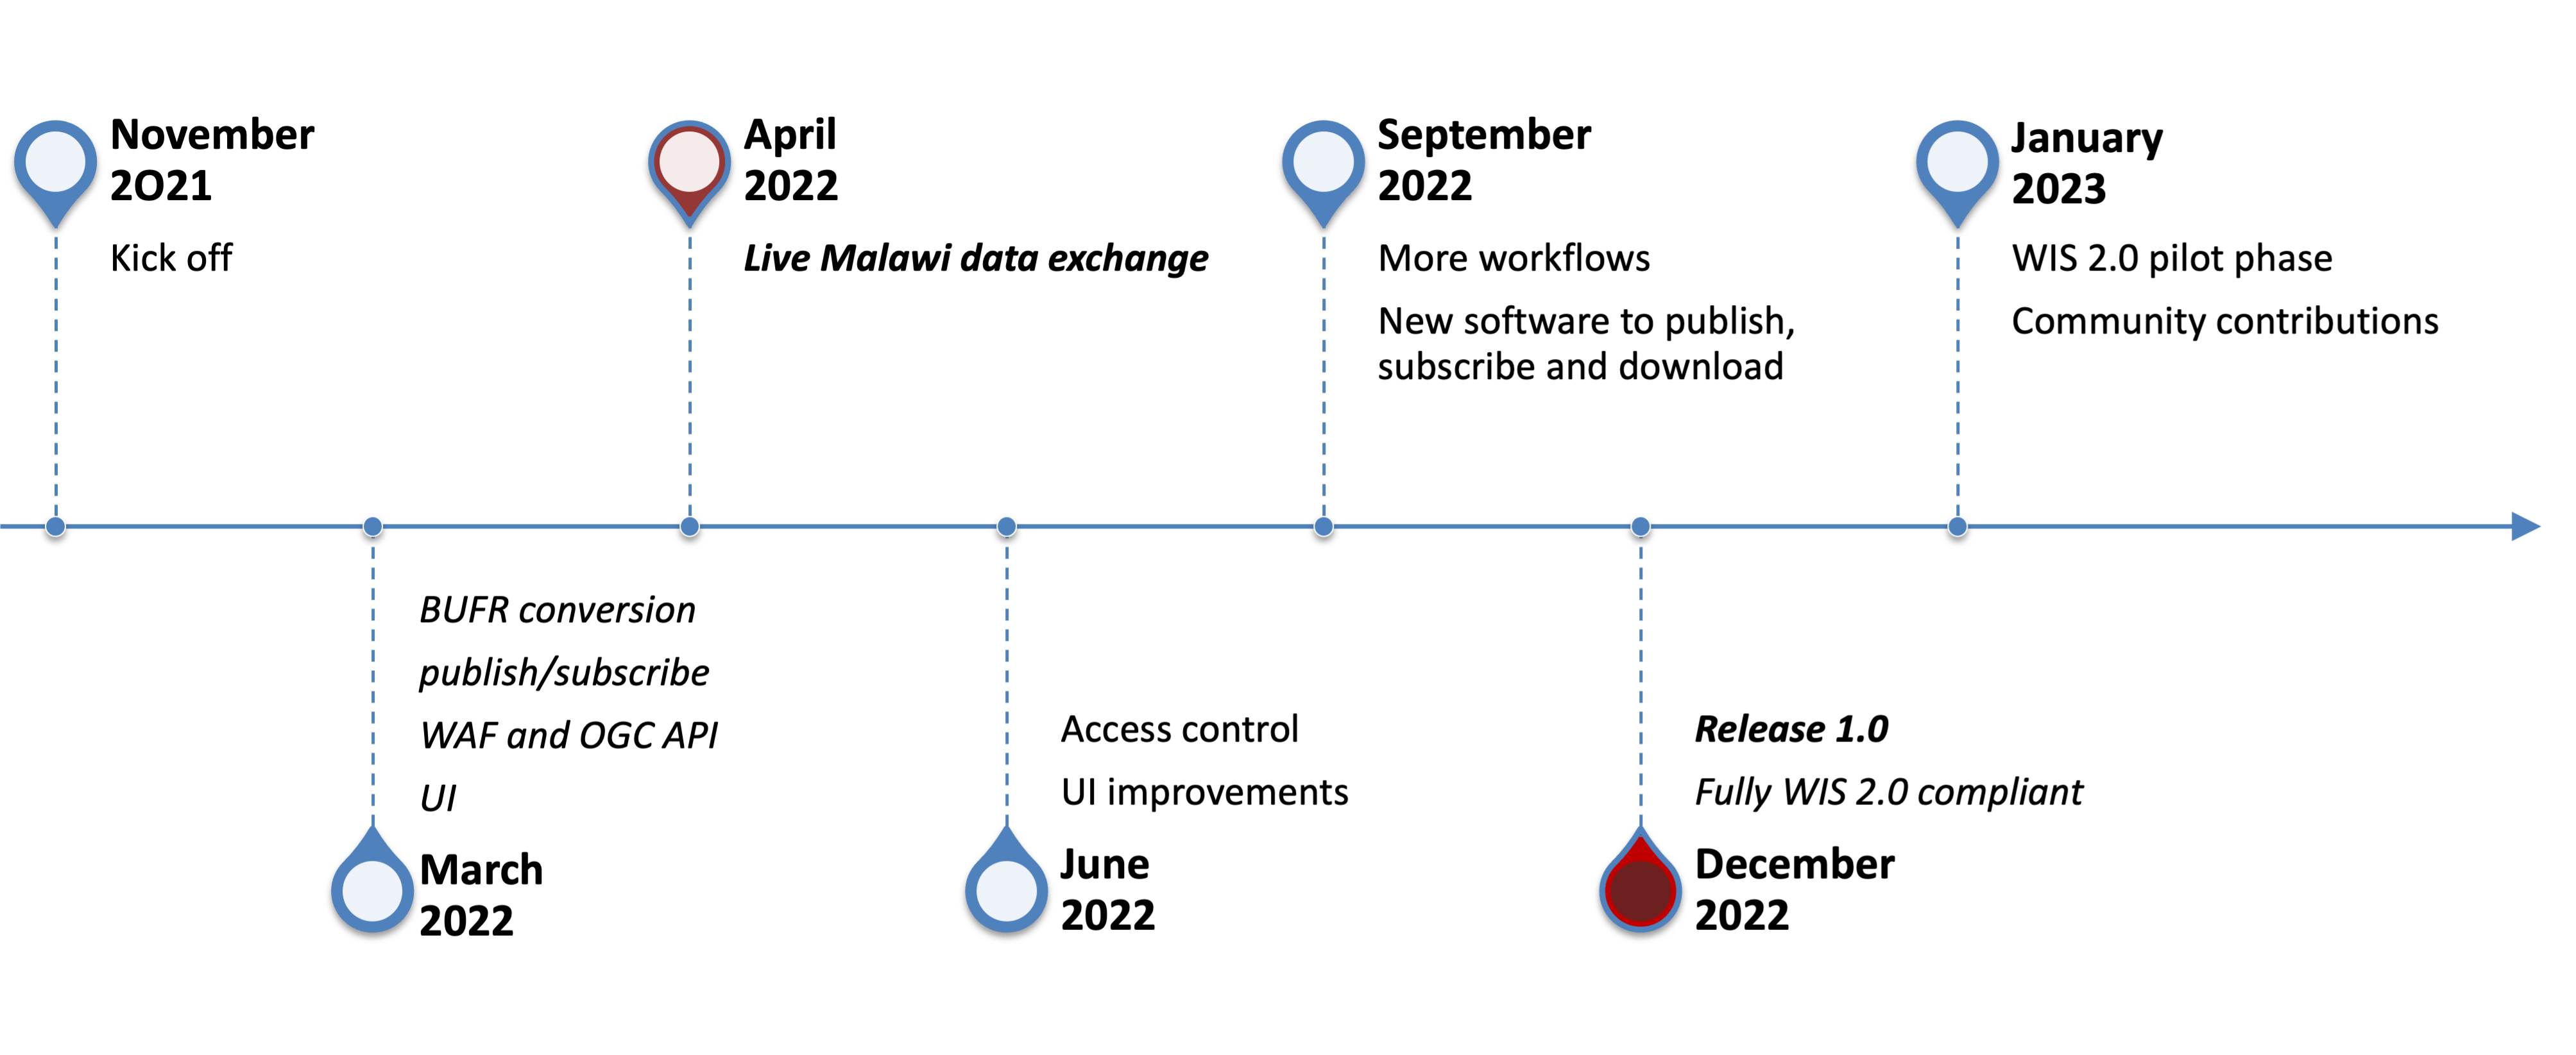 November
2O21
Kick off
April
2022
Live Malawi data exchange
September
2022
More workflows
New software to publish,
subscribe and download
January
2023
WIS 2.0 pilot phase
Community contributions
BUFR conversion
publish/subscribe
WAF and OGC API
UI
March
2022
Access control
UI improvements
June
2022
Release 1.0
Fully WIS 2.0 compliant
December
2022